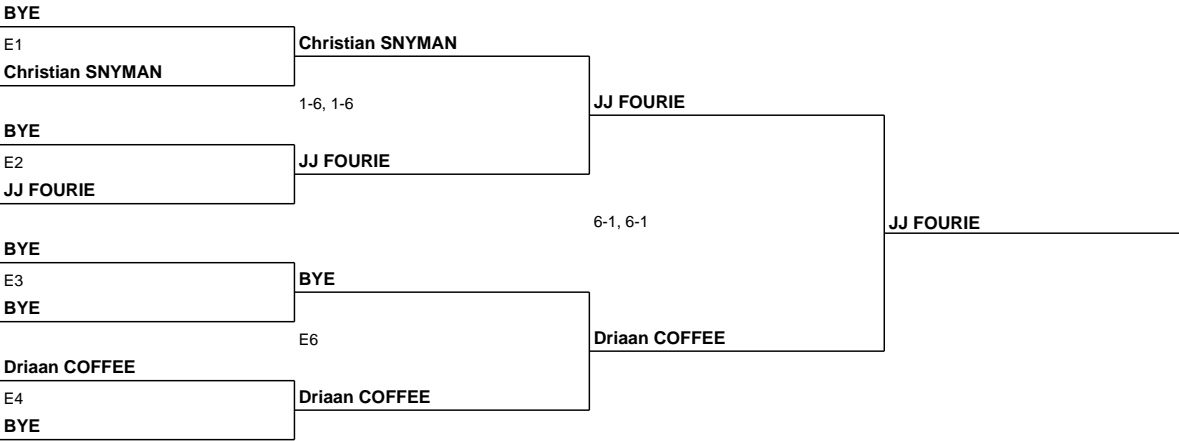 BYE
E1
Christian SNYMAN
Christian SNYMAN
1-6, 1-6
JJ FOURIE
BYE
E2
JJ FOURIE
JJ FOURIE
6-1, 6-1
JJ FOURIE
BYE
E3
BYE
BYE
E6
Driaan COFFEE
Driaan COFFEE
E4
Driaan COFFEE
BYE